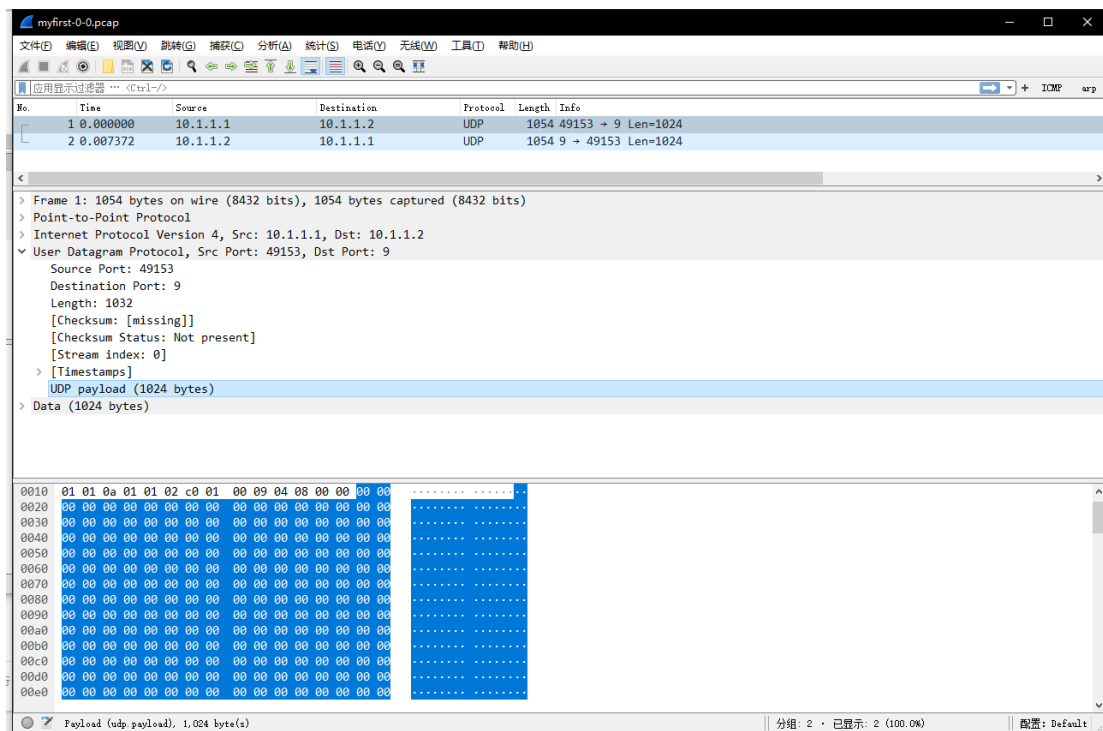 myfirst-0-0.pcap
文件(F) 编辑(E) 视图(V) 跳转(G) 捕获(C) 分析(A) 统计(S) 电话(Y) 无线(W) 工具(T) 帮助(H)
应用显示过滤器 … <Ctrl-/> + ICMP arp
No. Time Source Destination Protocol Length Info
1 0.000000 10.1.1.1 10.1.1.2 UDP 1054 49153 → 9 Len=1024
2 0.007372 10.1.1.2 10.1.1.1 UDP 1054 9 → 49153 Len=1024
Frame 1: 1054 bytes on wire (8432 bits), 1054 bytes captured (8432 bits)
Point-to-Point Protocol
Internet Protocol Version 4, Src: 10.1.1.1, Dst: 10.1.1.2
User Datagram Protocol, Src Port: 49153, Dst Port: 9
Source Port: 49153
Destination Port: 9
Length: 1032
[Checksum: [missing]]
[Checksum Status: Not present]
[Stream index: 0]
[Timestamps]
UDP payload (1024 bytes)
Data (1024 bytes)
0010 01 01 0a 01 01 02 c0 01 00 09 04 08 00 00 00 00 ........ ........
0020 00 00 00 00 00 00 00 00 00 00 00 00 00 00 00 00 ........ ........
0030 00 00 00 00 00 00 00 00 00 00 00 00 00 00 00 00 ........ ........
0040 00 00 00 00 00 00 00 00 00 00 00 00 00 00 00 00 ........ ........
0050 00 00 00 00 00 00 00 00 00 00 00 00 00 00 00 00 ........ ........
0060 00 00 00 00 00 00 00 00 00 00 00 00 00 00 00 00 ........ ........
0070 00 00 00 00 00 00 00 00 00 00 00 00 00 00 00 00 ........ ........
0080 00 00 00 00 00 00 00 00 00 00 00 00 00 00 00 00 ........ ........
0090 00 00 00 00 00 00 00 00 00 00 00 00 00 00 00 00 ........ ........
00a0 00 00 00 00 00 00 00 00 00 00 00 00 00 00 00 00 ........ ........
00b0 00 00 00 00 00 00 00 00 00 00 00 00 00 00 00 00 ........ ........
00c0 00 00 00 00 00 00 00 00 00 00 00 00 00 00 00 00 ........ ........
00d0 00 00 00 00 00 00 00 00 00 00 00 00 00 00 00 00 ........ ........
00e0 00 00 00 00 00 00 00 00 00 00 00 00 00 00 00 00 ........ ........
Payload (udp.payload), 1,024 byte(s) 分组: 2 · 已显示: 2 (100.0%) 配置: Default